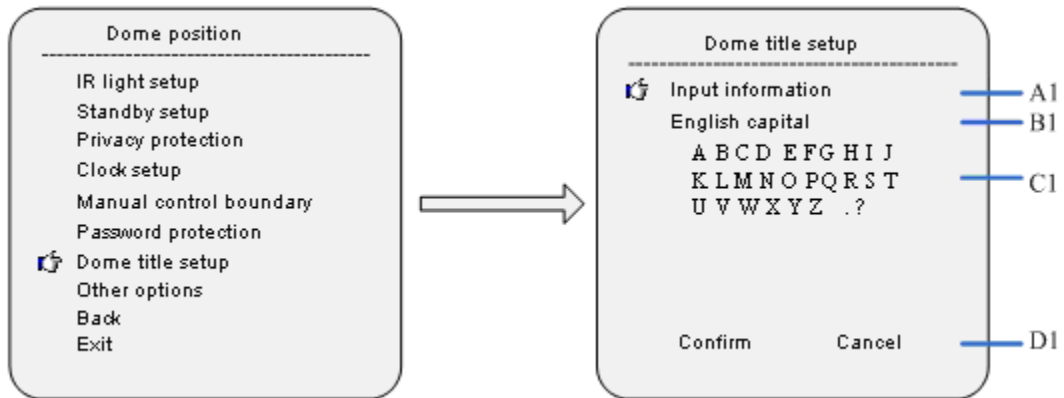 Dome position
IR light setup
Standby setup
Privacy protection
Clock setup
Manual control boundary
Password protection
Dome title setup
Other options
Back
Exit
Dome title setup
Input information
English capital
A B C D E F G H I J
K L M N O P Q R S T
U V W X Y Z . ?
Confirm Cancel
A1
B1
C1
D1